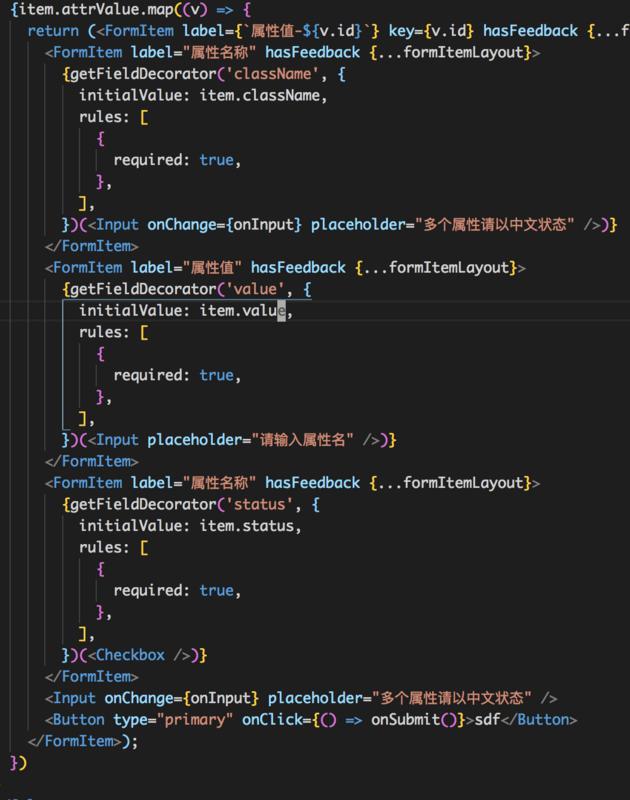 {item.attrValue.map((v) => {
return (<FormItem label={`属性值-${v.id}`} key={v.id} hasFeedback {...f
<FormItem label="属性名称" hasFeedback {...formItemLayout}>
{getFieldDecorator('className', {
initialValue: item.className,
rules: [
{
required: true,
},
],
})(<Input onChange={onInput} placeholder="多个属性请以中文状态" />)}
</FormItem>
<FormItem label="属性值" hasFeedback {...formItemLayout}>
{getFieldDecorator('value', {
initialValue: item.value,
rules: [
{
required: true,
},
],
})(<Input placeholder="请输入属性名" />)}
</FormItem>
<FormItem label="属性名称" hasFeedback {...formItemLayout}>
{getFieldDecorator('status', {
initialValue: item.status,
rules: [
{
required: true,
},
],
})(<Checkbox />)}
</FormItem>
<Input onChange={onInput} placeholder="多个属性请以中文状态" />
<Button type="primary" onClick={() => onSubmit()}>sdf</Button>
</FormItem>);
})